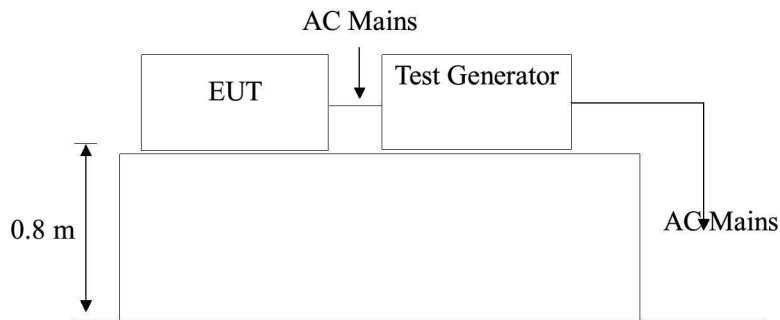 AC Mains
EUT
Test Generator
0.8 m
AC Mains